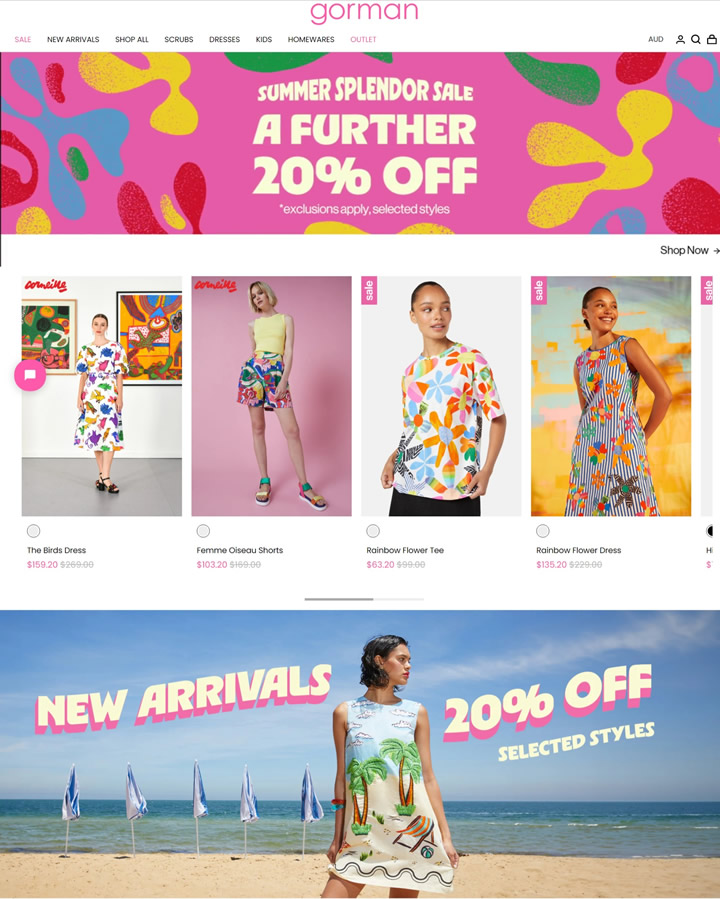 gorman
SALE NEW ARRIVALS SHOP ALL SCRUBS DRESSES KIDS HOMEWARES OUTLET AUD
SUMMER SPLENDOR SALE
A FURTHER
20% OFF
*exclusions apply, selected styles
Shop Now →
corneille corneille sale sale sale
The Birds Dress Femme Oiseau Shorts Rainbow Flower Tee Rainbow Flower Dress
$159.20 $269.00 $103.20 $169.00 $63.20 $99.00 $135.20 $229.00
NEW ARRIVALS
20% OFF
SELECTED STYLES